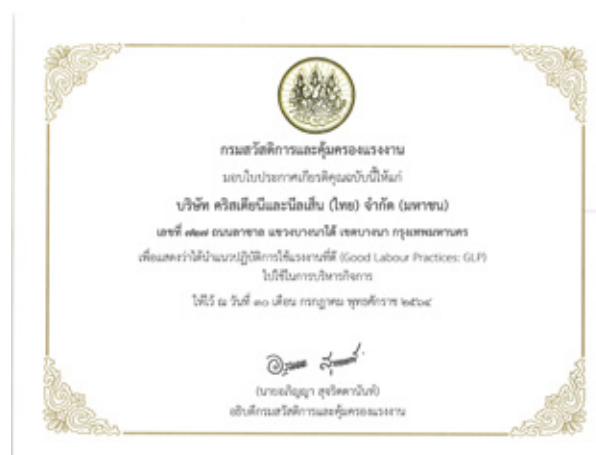 กรมสวัสดิการและคุ้มครองแรงงาน
มอบใบประกาศเกียรติคุณฉบับนี้ให้แก่
บริษัท คริสเตียนีและนีลเส็น (ไทย) จำกัด (มหาชน)
เลขที่ ๗๒๗ ถนนลาซาล แขวงบางนาใต้ เขตบางนา กรุงเทพมหานคร
เพื่อแสดงว่าได้นำแนวปฏิบัติการใช้แรงงานที่ดี (Good Labour Practices: GLP)
ไปใช้ในการบริหารกิจการ
ให้ไว้ ณ วันที่ ๓๐ เดือน กรกฎาคม พุทธศักราช ๒๕๖๔
(นายอภิญญา สุจริตตานันท์)
อธิบดีกรมสวัสดิการและคุ้มครองแรงงาน